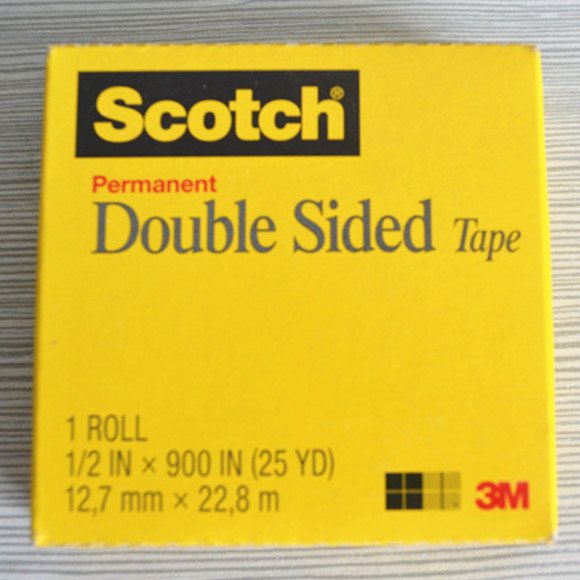 Scotch®
Permanent
Double Sided Tape
1 ROLL
1/2 IN × 900 IN (25 YD)
12,7 mm × 22,8 m
3M